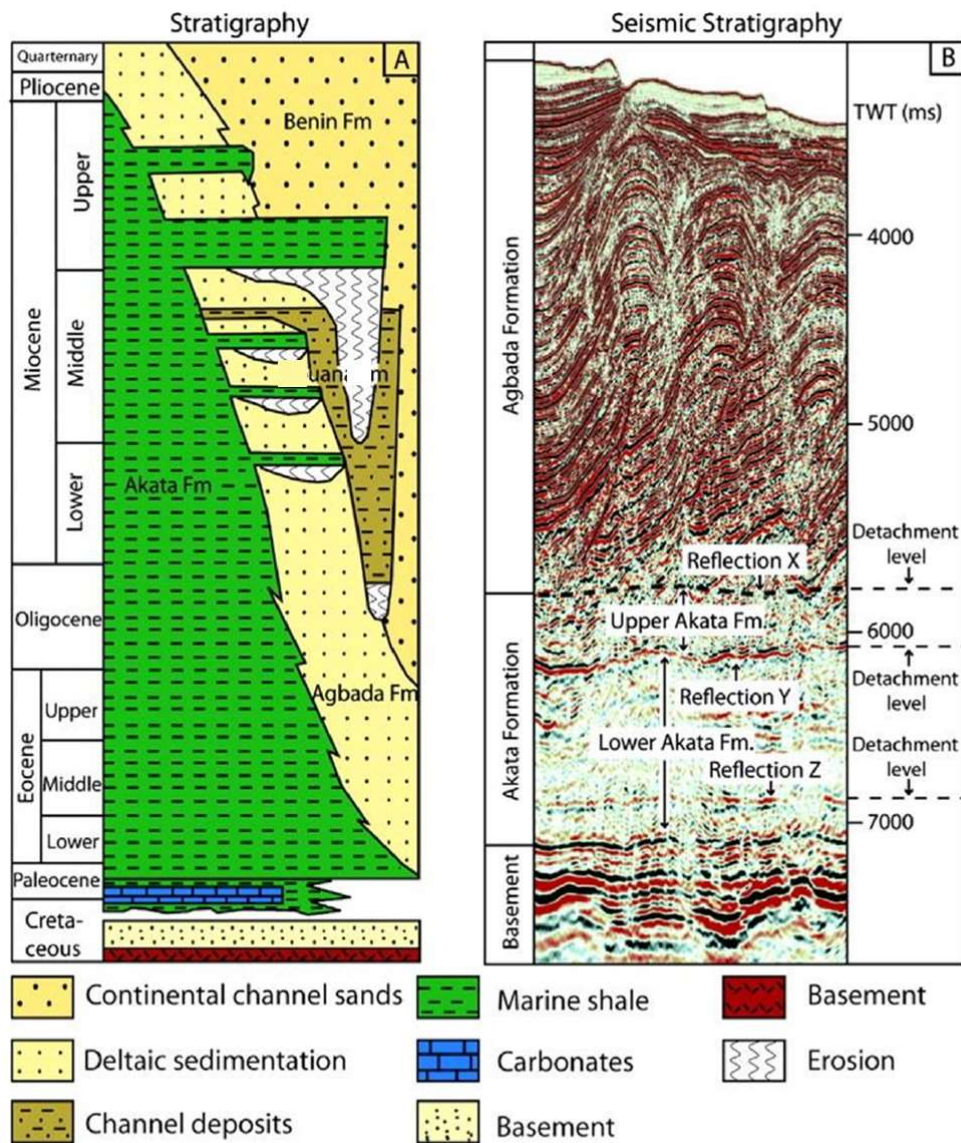 Stratigraphy
Seismic Stratigraphy
Quarternary
Pliocene
Miocene
Upper
Middle
Lower
Oligocene
Eocene
Upper
Middle
Lower
Paleocene
Creta-
ceous
A
Benin Fm
Akata Fm
Agbada Fm
B
TWT (ms)
4000
5000
6000
7000
Agbada Formation
Akata Formation
Basement
Detachment
level
Reflection X
Upper Akata Fm.
Reflection Y
Detachment
level
Lower Akata Fm.
Reflection Z
Detachment
level
Continental channel sands
Marine shale
Basement
Deltaic sedimentation
Carbonates
Erosion
Channel deposits
Basement